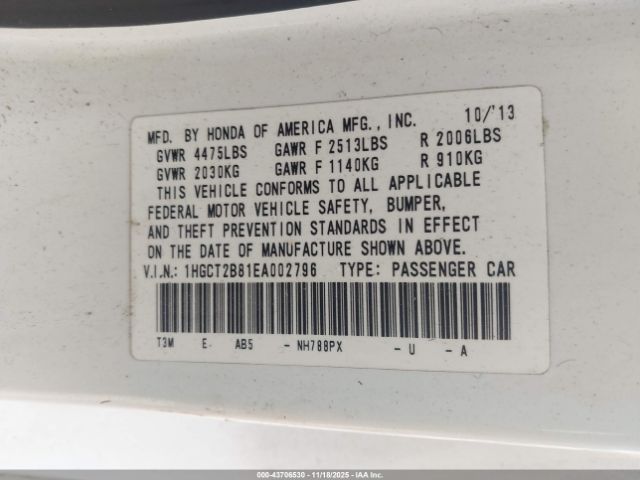 MFD. BY HONDA OF AMERICA MFG., INC. 10/'13
GVWR 4475LBS GAWR F 2513LBS R 2006LBS
GVWR 2030KG GAWR F 1140KG R 910KG
THIS VEHICLE CONFORMS TO ALL APPLICABLE
FEDERAL MOTOR VEHICLE SAFETY, BUMPER,
AND THEFT PREVENTION STANDARDS IN EFFECT
ON THE DATE OF MANUFACTURE SHOWN ABOVE.
V.I.N.: 1HGCT2B81EA002796 TYPE: PASSENGER CAR
T3M E AB5 - NH788PX - U - A
000-43706530 - 11/18/2025 - IAA Corp.